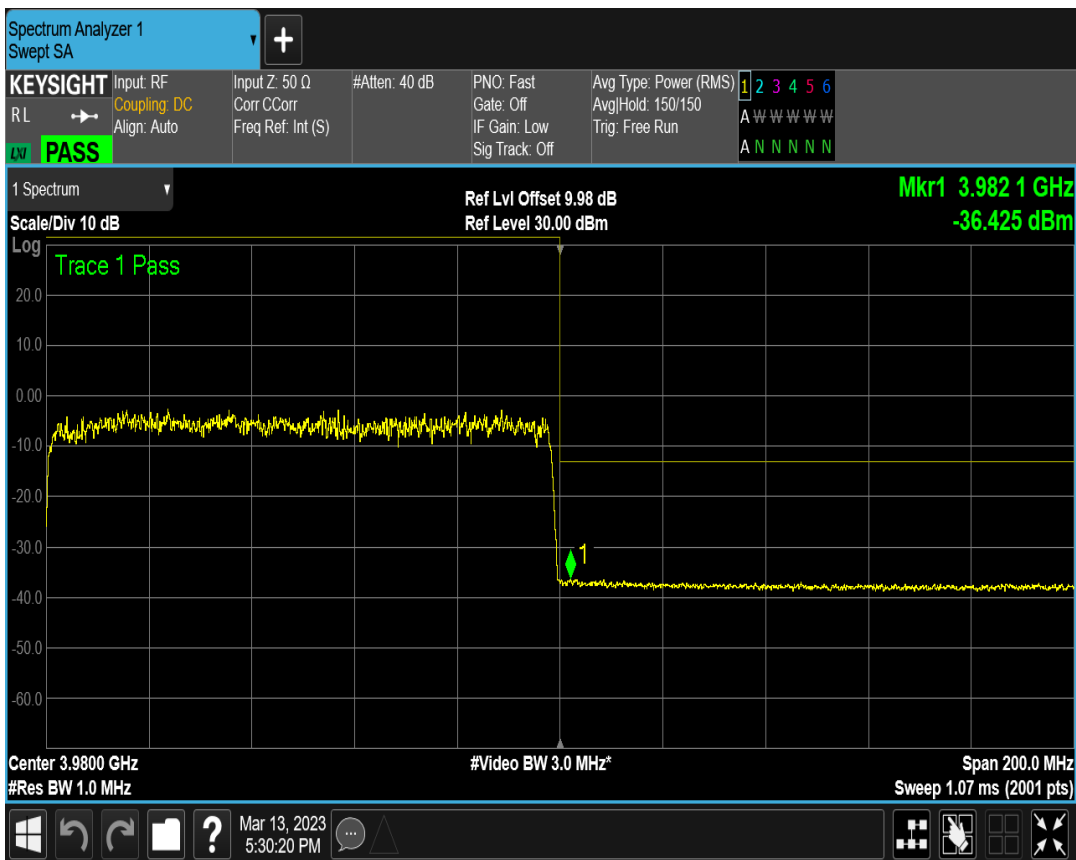 Spectrum Analyzer 1
Swept SA
+
KEYSIGHT Input: RF Input Z: 50 Ω #Atten: 40 dB PNO: Fast Avg Type: Power (RMS) 1 2 3 4 5 6
RL Coupling: DC Corr CCorr Gate: Off Avg|Hold: 150/150 A W W W W W
Align: Auto Freq Ref: Int (S) IF Gain: Low Trig: Free Run
LXI PASS Sig Track: Off A N N N N N
1 Spectrum Ref Lvl Offset 9.98 dB Mkr1 3.982 1 GHz
Scale/Div 10 dB Ref Level 30.00 dBm -36.425 dBm
Log
Trace 1 Pass
20.0
10.0
0.00
-10.0
-20.0
-30.0
1
-40.0
-50.0
-60.0
Center 3.9800 GHz #Video BW 3.0 MHz* Span 200.0 MHz
#Res BW 1.0 MHz Sweep 1.07 ms (2001 pts)
? Mar 13, 2023
5:30:20 PM